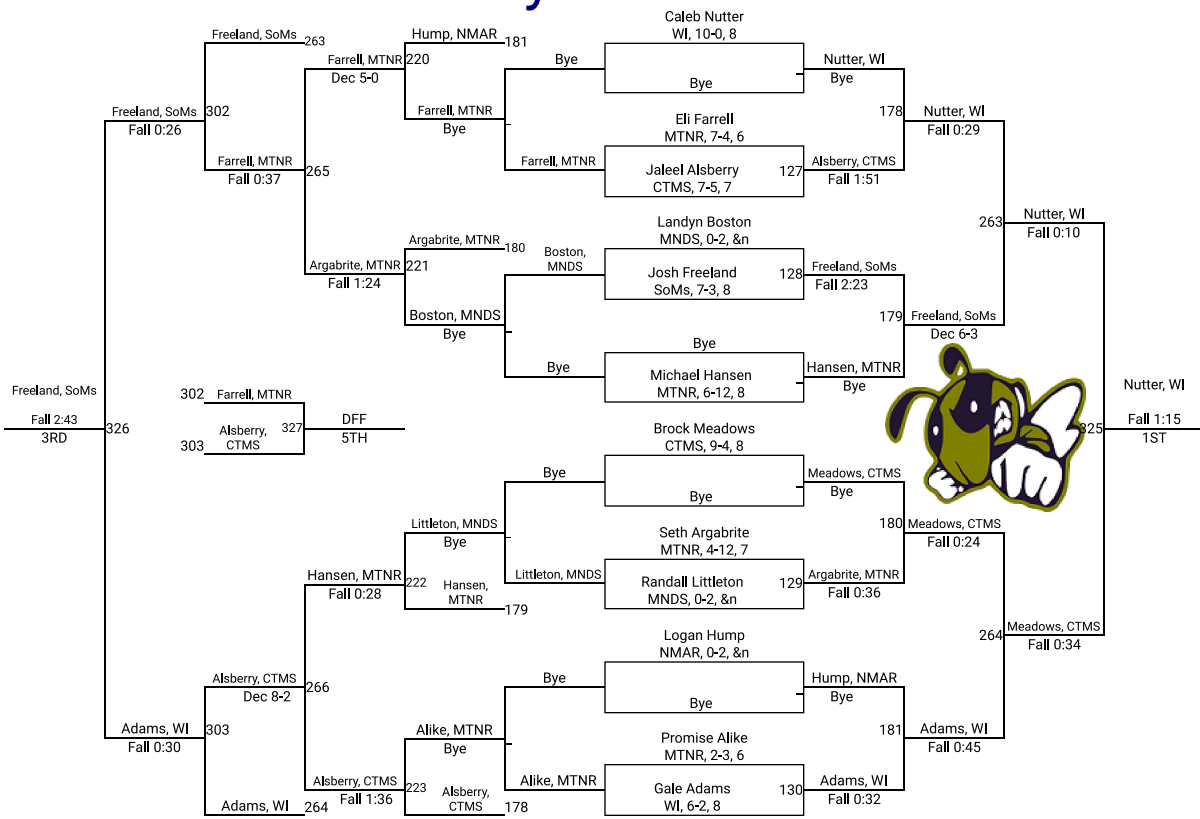 y
Caleb Nutter
WI, 10-0, 8
Bye
Eli Farrell
MTNR, 7-4, 6
Jaleel Alsberry
CTMS, 7-5, 7
127
Landyn Boston
MNDS, 0-2, &n
Josh Freeland
SoMs, 7-3, 8
128
Bye
Michael Hansen
MTNR, 6-12, 8
Brock Meadows
CTMS, 9-4, 8
Bye
Seth Argabrite
MTNR, 4-12, 7
Randall Littleton
MNDS, 0-2, &n
129
Logan Hump
NMAR, 0-2, &n
Bye
Promise Alike
MTNR, 2-3, 6
Gale Adams
WI, 6-2, 8
130
Nutter, WI
Bye
178
Alsberry, CTMS
Fall 1:51
Freeland, SoMs
Fall 2:23
179
Hansen, MTNR
Bye
Meadows, CTMS
Bye
180
Argabrite, MTNR
Fall 0:36
Hump, NMAR
Bye
181
Adams, WI
Fall 0:32
Nutter, WI
Fall 0:29
263
Freeland, SoMs
Dec 6-3
Meadows, CTMS
Fall 0:24
264
Adams, WI
Fall 0:45
Nutter, WI
Fall 0:10
325
Meadows, CTMS
Fall 0:34
Nutter, WI
Fall 1:15
1ST
Bye
Farrell, MTNR
Boston,
MNDS
Bye
Bye
Littleton, MNDS
Bye
Alike, MTNR
Hump, NMAR
181
220
Farrell, MTNR
Bye
Argabrite, MTNR
180
221
Boston, MNDS
Bye
Littleton, MNDS
Bye
222
Hansen,
MTNR
179
Alike, MTNR
Bye
223
Alsberry,
CTMS
178
Farrell, MTNR
Dec 5-0
265
Argabrite, MTNR
Fall 1:24
Hansen, MTNR
Fall 0:28
266
Alsberry, CTMS
Fall 1:36
Freeland, SoMs
263
302
Farrell, MTNR
Fall 0:37
Alsberry, CTMS
Dec 8-2
303
Adams, WI
264
Freeland, SoMs
Fall 0:26
326
Adams, WI
Fall 0:30
Freeland, SoMs
Fall 2:43
3RD
302
Farrell, MTNR
327
303
Alsberry,
CTMS
DFF
5TH